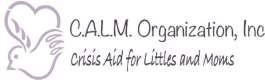 C.A.L.M. Organization, Inc
Crisis Aid for Littles and Moms